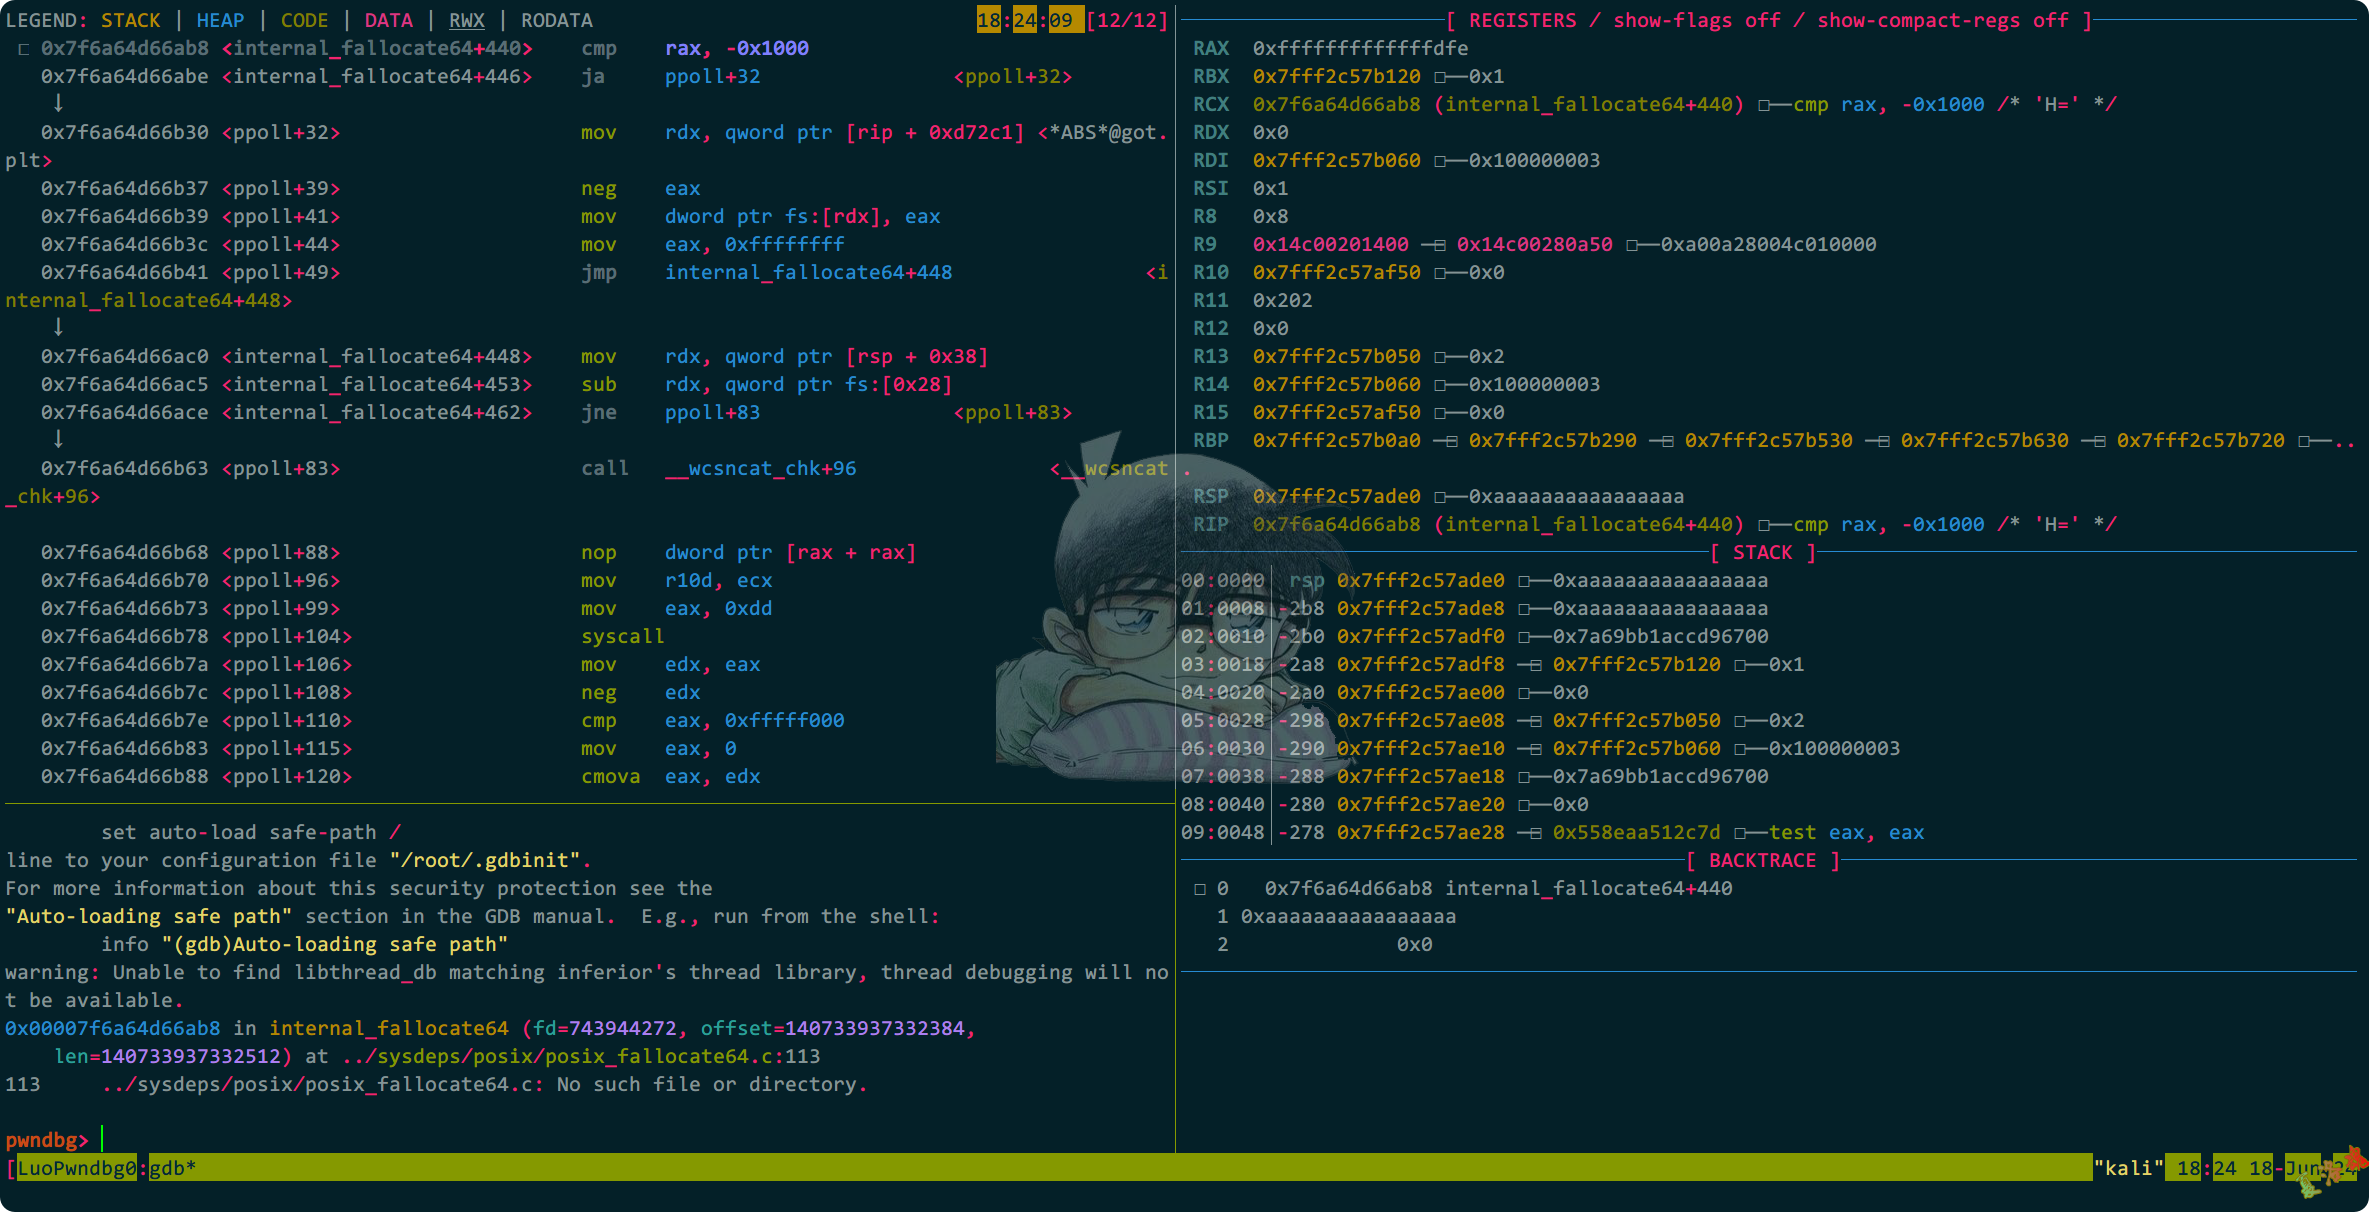 LEGEND: STACK | HEAP | CODE | DATA | RWX | RODATA
18:24:09 [12/12]
□ 0x7f6a64d66ab8 <internal_fallocate64+440>    cmp    rax, -0x1000
0x7f6a64d66abe <internal_fallocate64+446>    ja    ppoll+32    <ppoll+32>
↓
0x7f6a64d66b30 <ppoll+32>    mov    rdx, qword ptr [rip + 0xd72c1] <*ABS*@got.
plt>
0x7f6a64d66b37 <ppoll+39>    neg    eax
0x7f6a64d66b39 <ppoll+41>    mov    dword ptr fs:[rdx], eax
0x7f6a64d66b3c <ppoll+44>    mov    eax, 0xffffffff
0x7f6a64d66b41 <ppoll+49>    jmp    internal_fallocate64+448    <i
nternal_fallocate64+448>
↓
0x7f6a64d66ac0 <internal_fallocate64+448>    mov    rdx, qword ptr [rsp + 0x38]
0x7f6a64d66ac5 <internal_fallocate64+453>    sub    rdx, qword ptr fs:[0x28]
0x7f6a64d66ace <internal_fallocate64+462>    jne    ppoll+83    <ppoll+83>
↓
0x7f6a64d66b63 <ppoll+83>    call    __wcsncat_chk+96    <__wcsncat
_chk+96>
0x7f6a64d66b68 <ppoll+88>    nop    dword ptr [rax + rax]
0x7f6a64d66b70 <ppoll+96>    mov    r10d, ecx
0x7f6a64d66b73 <ppoll+99>    mov    eax, 0xdd
0x7f6a64d66b78 <ppoll+104>    syscall
0x7f6a64d66b7a <ppoll+106>    mov    edx, eax
0x7f6a64d66b7c <ppoll+108>    neg    edx
0x7f6a64d66b7e <ppoll+110>    cmp    eax, 0xfffff000
0x7f6a64d66b83 <ppoll+115>    mov    eax, 0
0x7f6a64d66b88 <ppoll+120>    cmova    eax, edx
set auto-load safe-path /
line to your configuration file "/root/.gdbinit".
For more information about this security protection see the
"Auto-loading safe path" section in the GDB manual.  E.g., run from the shell:
info "(gdb)Auto-loading safe path"
warning: Unable to find libthread_db matching inferior's thread library, thread debugging will no
t be available.
0x00007f6a64d66ab8 in internal_fallocate64 (fd=743944272, offset=140733937332384,
len=140733937332512) at ../sysdeps/posix/posix_fallocate64.c:113
113     ../sysdeps/posix/posix_fallocate64.c: No such file or directory.
pwndbg>
[ REGISTERS / show-flags off / show-compact-regs off ]
RAX  0xfffffffffffffdfe
RBX  0x7fff2c57b120 □—0x1
RCX  0x7f6a64d66ab8 (internal_fallocate64+440) □—cmp rax, -0x1000 /* 'H=' */
RDX  0x0
RDI  0x7fff2c57b060 □—0x100000003
RSI  0x1
R8   0x8
R9   0x14c00201400 —□ 0x14c00280a50 □—0xa00a28004c010000
R10  0x7fff2c57af50 □—0x0
R11  0x202
R12  0x0
R13  0x7fff2c57b050 □—0x2
R14  0x7fff2c57b060 □—0x100000003
R15  0x7fff2c57af50 □—0x0
RBP  0x7fff2c57b0a0 —□ 0x7fff2c57b290 —□ 0x7fff2c57b530 —□ 0x7fff2c57b630 —□ 0x7fff2c57b720 □—..
.
RSP  0x7fff2c57ade0 □—0xaaaaaaaaaaaaaaaa
RIP  0x7f6a64d66ab8 (internal_fallocate64+440) □—cmp rax, -0x1000 /* 'H=' */
[ STACK ]
00:0000│ rsp 0x7fff2c57ade0 □—0xaaaaaaaaaaaaaaaa
01:0008│-2b8 0x7fff2c57ade8 □—0xaaaaaaaaaaaaaaaa
02:0010│-2b0 0x7fff2c57adf0 □—0x7a69bb1accd96700
03:0018│-2a8 0x7fff2c57adf8 —□ 0x7fff2c57b120 □—0x1
04:0020│-2a0 0x7fff2c57ae00 □—0x0
05:0028│-298 0x7fff2c57ae08 —□ 0x7fff2c57b050 □—0x2
06:0030│-290 0x7fff2c57ae10 —□ 0x7fff2c57b060 □—0x100000003
07:0038│-288 0x7fff2c57ae18 □—0x7a69bb1accd96700
08:0040│-280 0x7fff2c57ae20 □—0x0
09:0048│-278 0x7fff2c57ae28 —□ 0x558eaa512c7d □—test eax, eax
[ BACKTRACE ]
□ 0   0x7f6a64d66ab8 internal_fallocate64+440
1 0xaaaaaaaaaaaaaaaa
2              0x0
[LuoPwndbg0:gdb*
"kali" 18:24 18-Jun-24